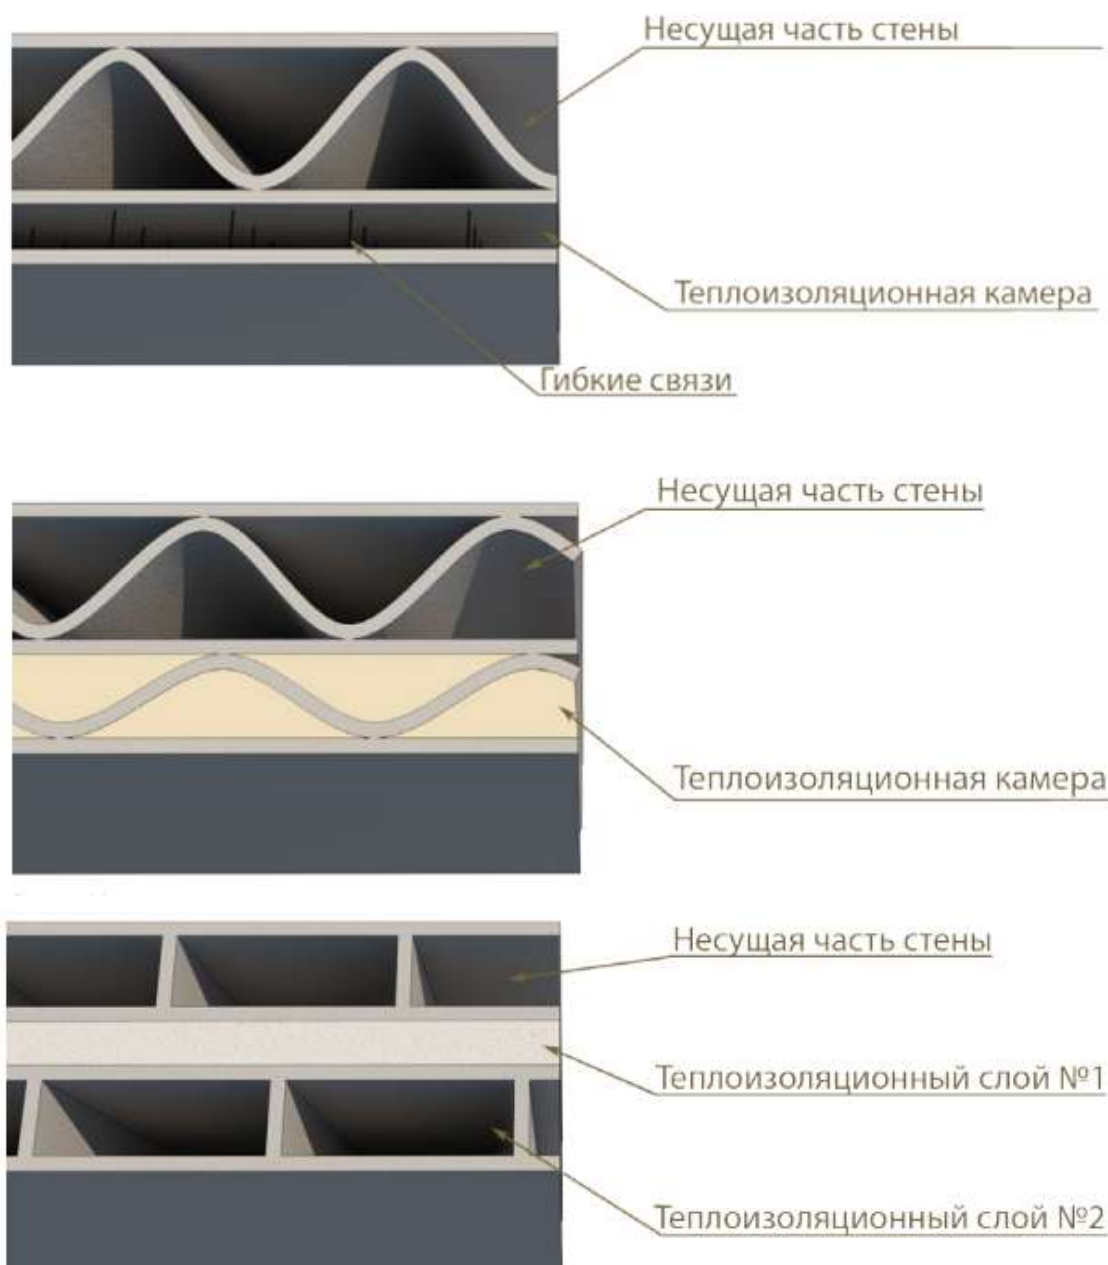 Несущая часть стены
Теплоизоляционная камера
Гибкие связи
Несущая часть стены
Теплоизоляционная камера
Несущая часть стены
Теплоизоляционный слой №1
Теплоизоляционный слой №2